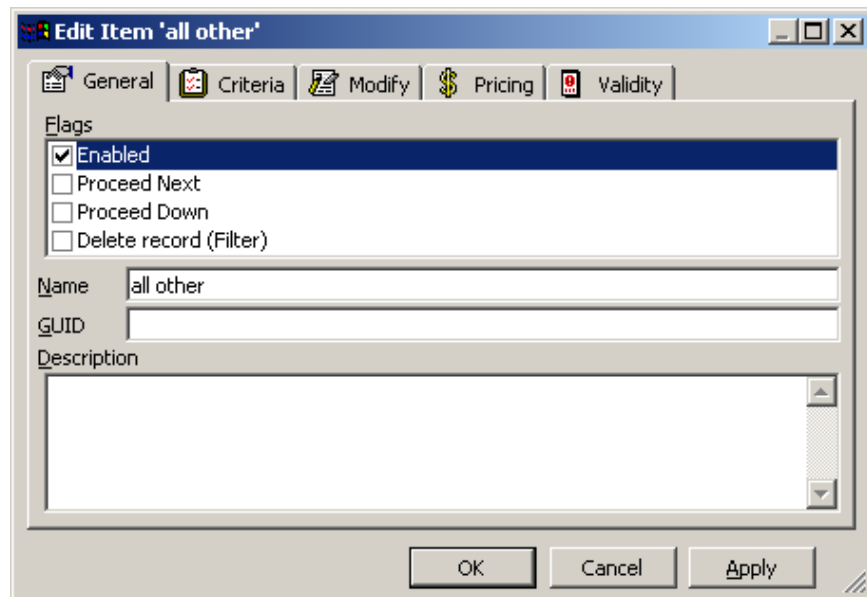 Edit Item 'all other'
General Criteria Modify Pricing Validity
Flags
Enabled
Proceed Next
Proceed Down
Delete record (Filter)
Name all other
GUID
Description
OK Cancel Apply